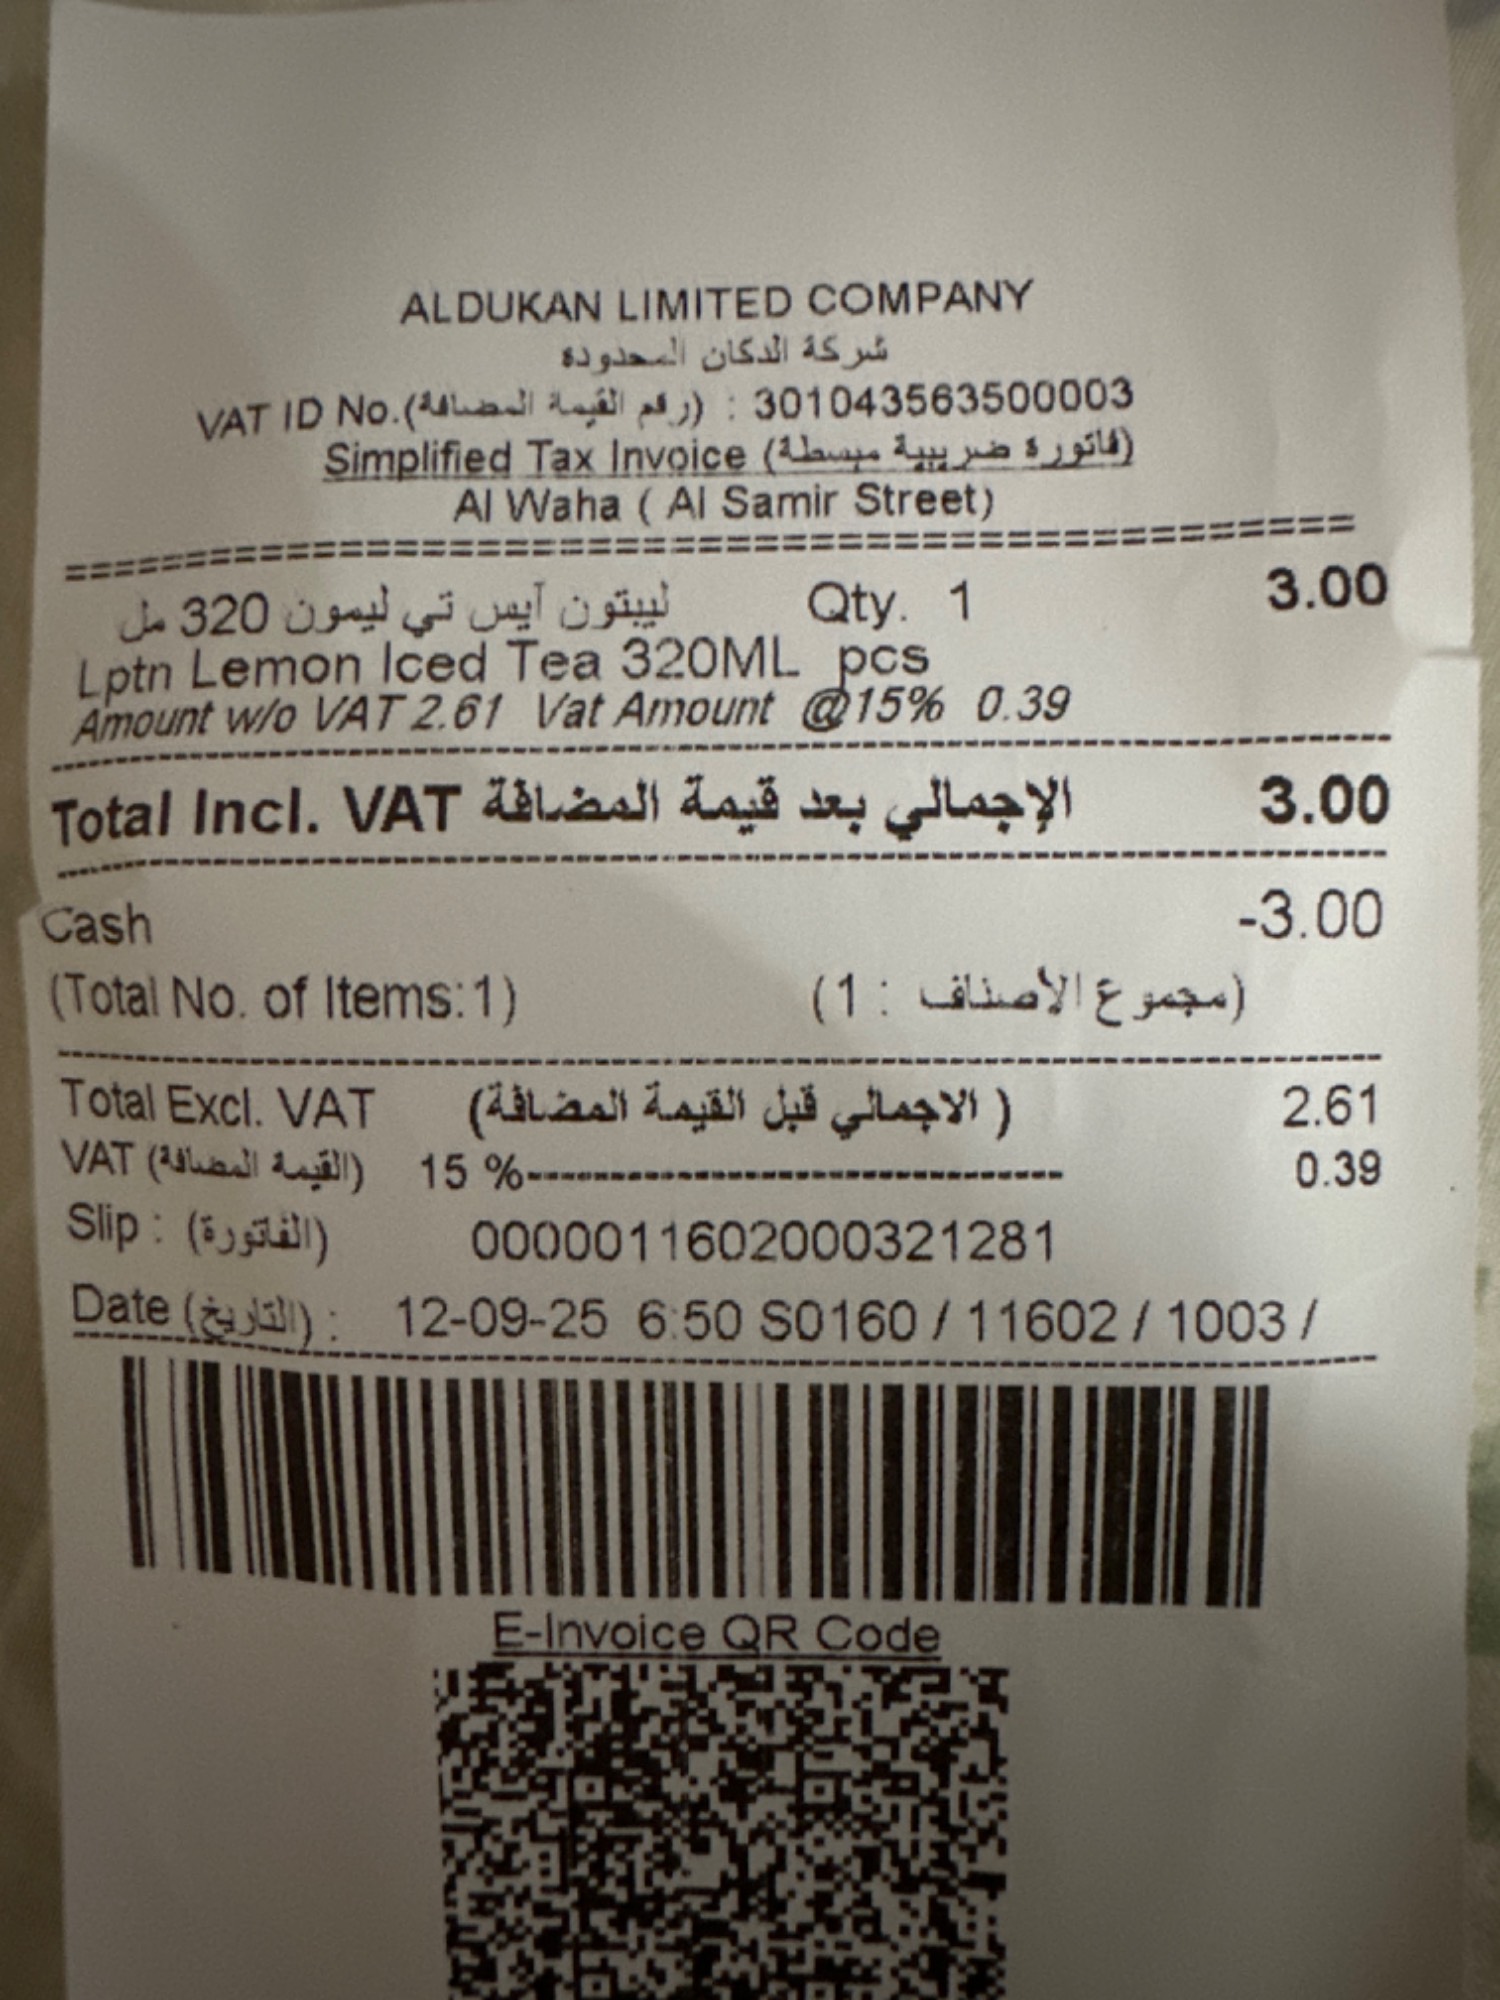 ALDUKAN LIMITED COMPANY
شركة الدكان المحدودة
VAT ID No.(رقم القيمة المضافة) : 301043563500003
Simplified Tax Invoice (فاتورة ضريبية مبسطة)
Al Waha ( Al Samir Street)
ليبتون آيس تي ليمون 320 مل Qty. 1 3.00
Lptn Lemon Iced Tea 320ML pcs
Amount w/o VAT 2.61 Vat Amount @15% 0.39
Total Incl. VAT الإجمالي بعد قيمة المضافة 3.00
Cash -3.00
(Total No. of Items:1) (مجموع الأصناف : 1)
Total Excl. VAT ( الاجمالي قبل القيمة المضافة) 2.61
VAT (القيمة المضافة) 15 %------------------------------------ 0.39
Slip : (الفاتورة) 0000011602000321281
Date (التاريخ) : 12-09-25 6:50 S0160 / 11602 / 1003 /
E-Invoice QR Code